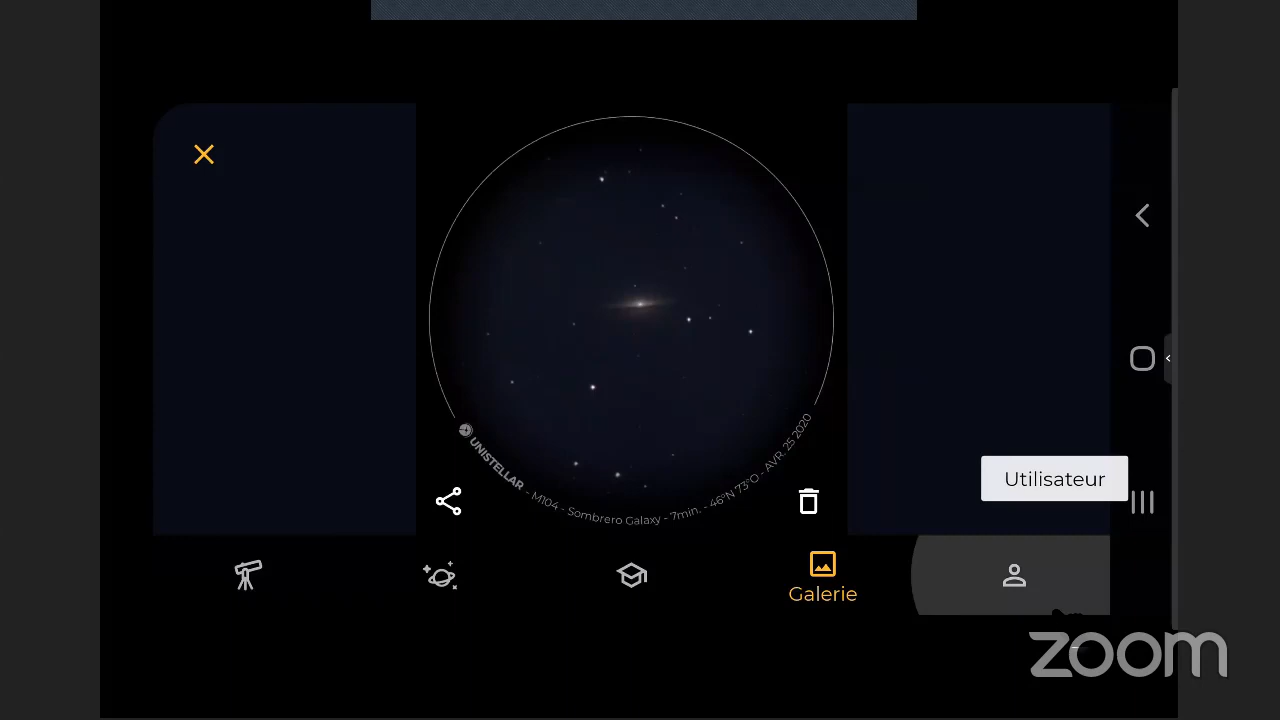 UNISTELLAR - M104 - Sombrero Galaxy - 7min. - 46°N 73°O - AVR. 25 2020
Utilisateur
Galerie
zoom